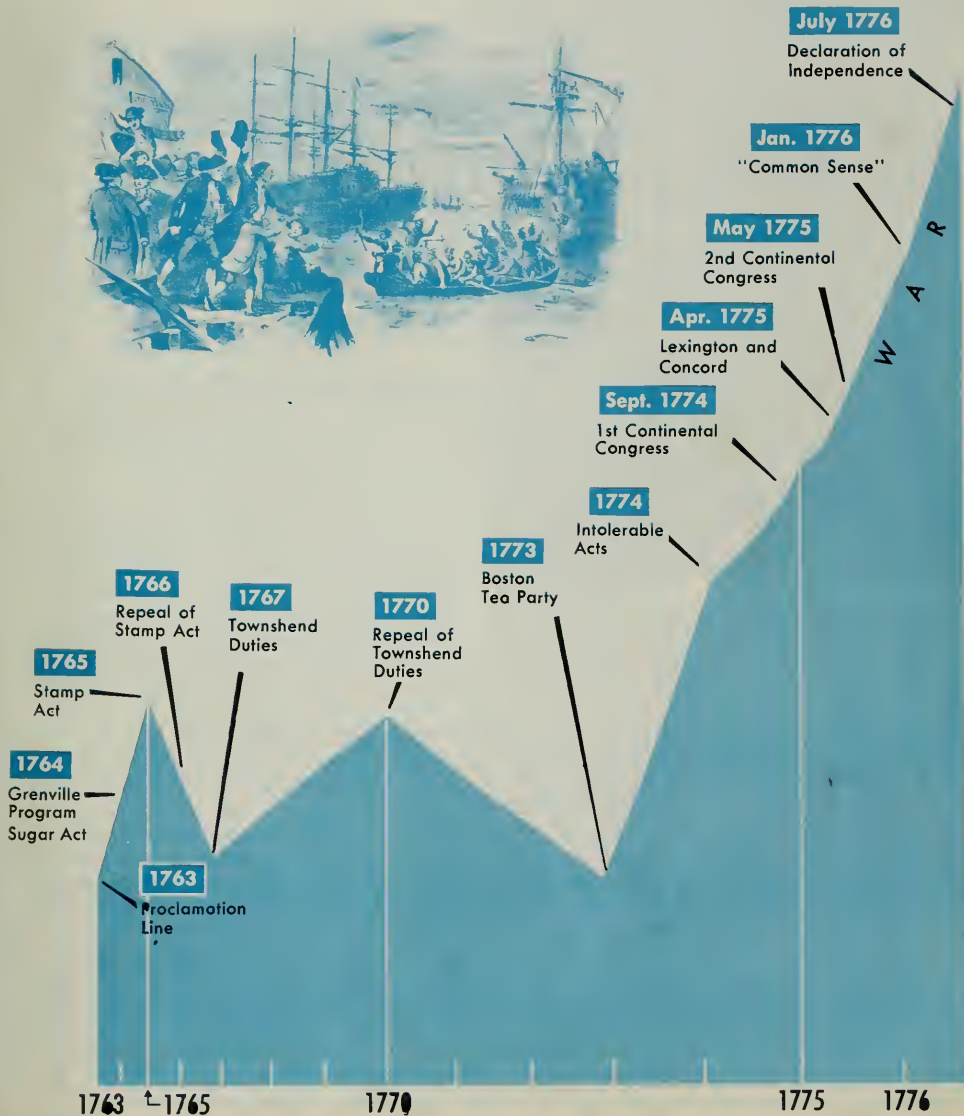 July 1776
Declaration of
Independence
Jan. 1776
"Common Sense"
May 1775
2nd Continental
Congress
Apr. 1775
Lexington and
Concord
Sept. 1774
1st Continental
Congress
1774
Intolerable
Acts
1773
Boston
Tea Party
1770
Repeal of
Townshend
Duties
1767
Townshend
Duties
1766
Repeal of
Stamp Act
1765
Stamp
Act
1764
Grenville
Program
Sugar Act
1763
Proclamation
Line
WAR
1763 1765 1770 1775 1776